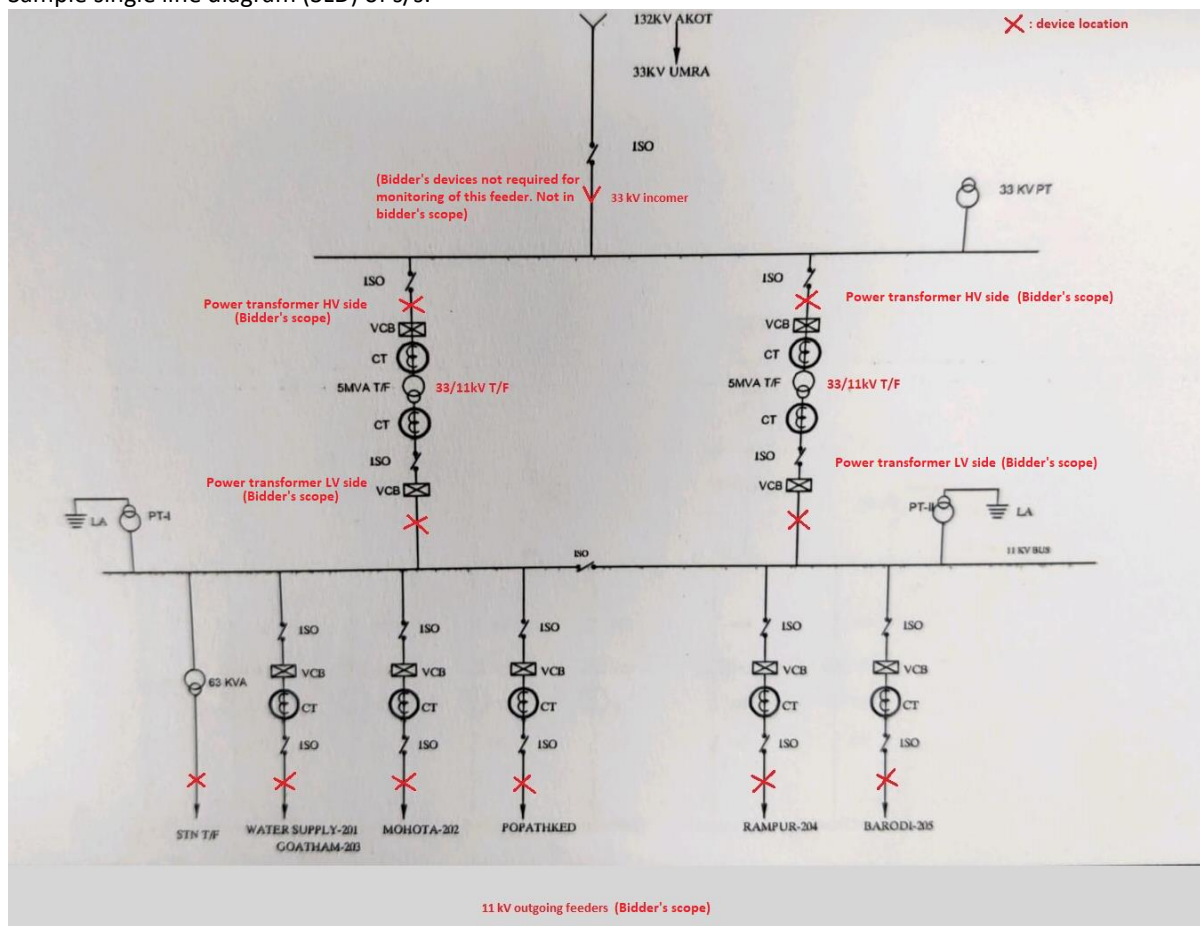 Sample single line diagram (SLD) of s/s:
132KV AKOT
: device location
33KV UMRA
ISO
(Bidder's devices not required for
monitoring of this feeder. Not in
bidder's scope)
33 kV incomer
33 KV PT
ISO
ISO
Power transformer HV side
(Bidder's scope)
Power transformer HV side (Bidder's scope)
VCB
VCB
CT
CT
5MVA T/F
33/11kV T/F
5MVA T/F
33/11kV T/F
CT
CT
ISO
ISO
Power transformer LV side (Bidder's scope)
Power transformer LV side
(Bidder's scope)
VCB
VCB
LA
PT-I
PT-II
LA
ISO
11 KV BUS
ISO
ISO
ISO
ISO
ISO
63 KVA
VCB
VCB
VCB
VCB
VCB
CT
CT
CT
CT
CT
ISO
ISO
ISO
ISO
ISO
STN T/F
WATER SUPPLY-201
GOATHAM-203
MOHOTA-202
POPATHKED
RAMPUR-204
BARODI-205
11 kV outgoing feeders (Bidder's scope)